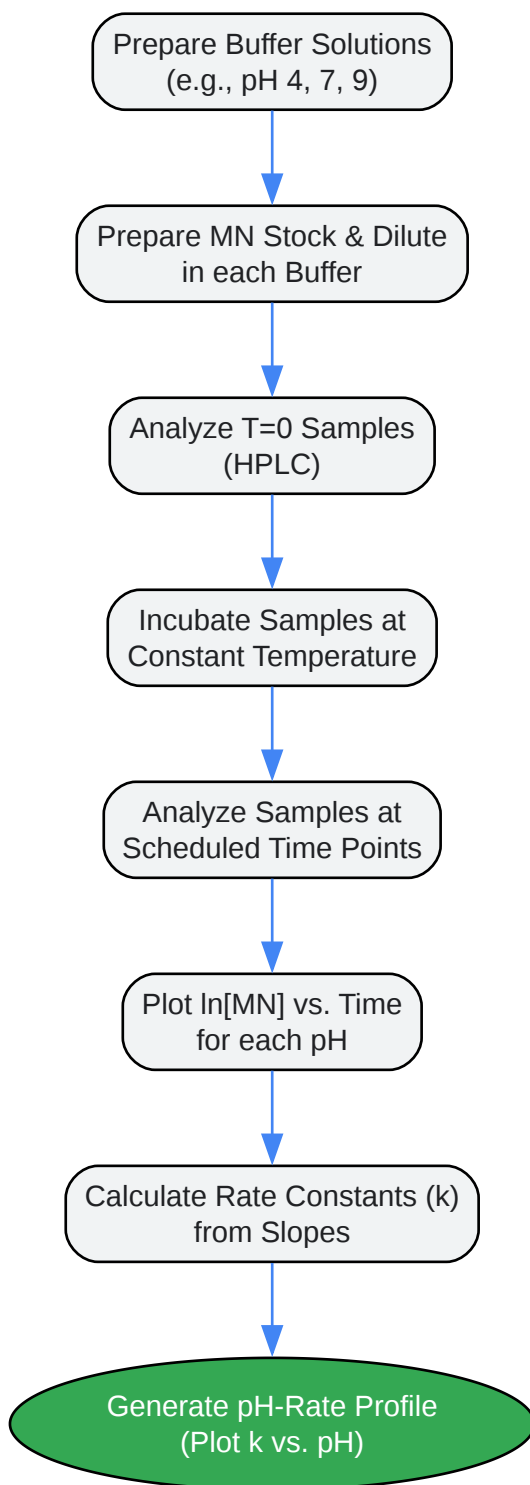 Prepare Buffer Solutions
(e.g., pH 4, 7, 9)
Prepare MN Stock & Dilute
in each Buffer
Analyze T=0 Samples
(HPLC)
Incubate Samples at
Constant Temperature
Analyze Samples at
Scheduled Time Points
Plot ln[MN] vs. Time
for each pH
Calculate Rate Constants (k)
from Slopes
Generate pH-Rate Profile
(Plot k vs. pH)